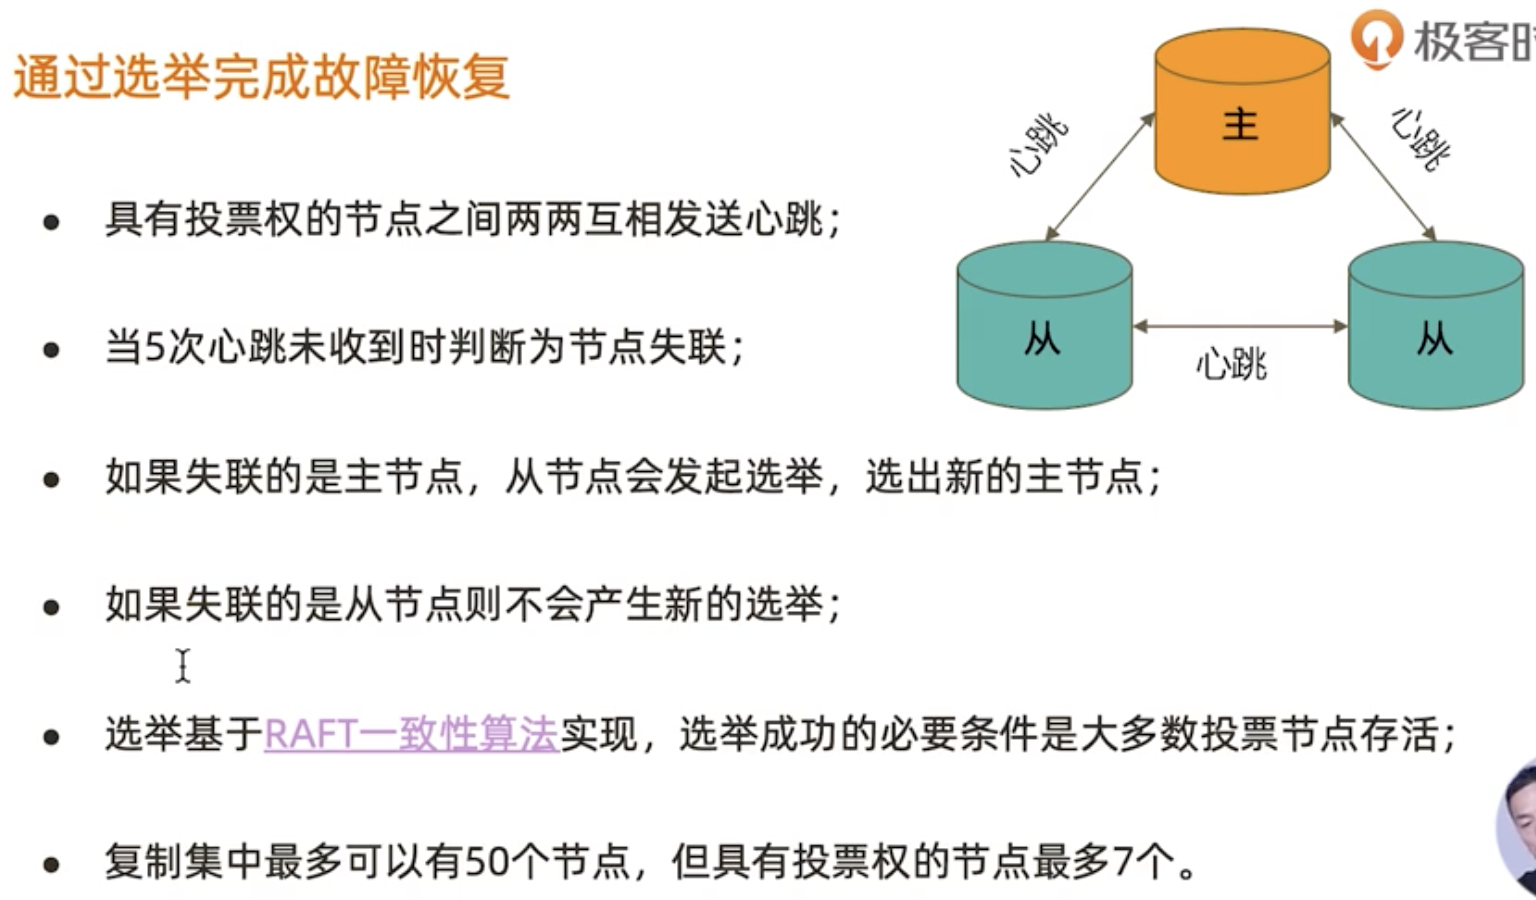 通过选举完成故障恢复
极客时
主
心跳
心跳
从
从
心跳
具有投票权的节点之间两两互相发送心跳；
当5次心跳未收到时判断为节点失联；
如果失联的是主节点，从节点会发起选举，选出新的主节点；
如果失联的是从节点则不会产生新的选举；
选举基于RAFT一致性算法实现，选举成功的必要条件是大多数投票节点存活；
复制集中最多可以有50个节点，但具有投票权的节点最多7个。